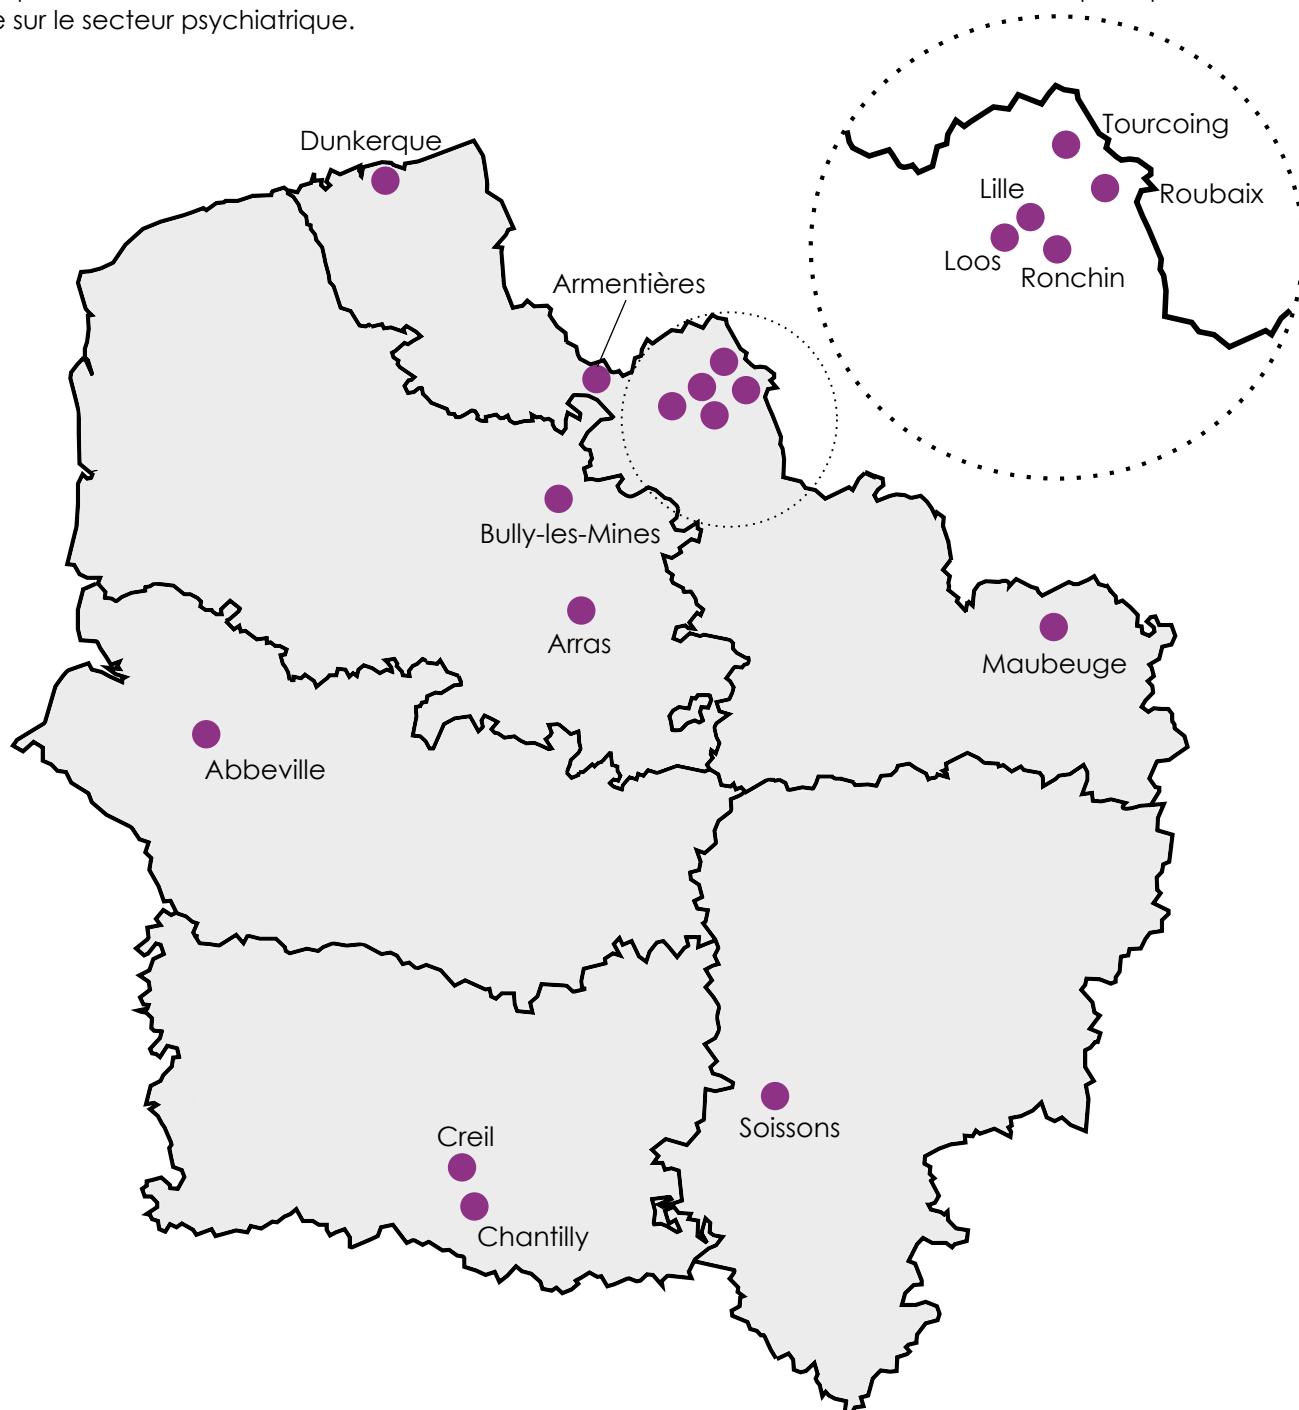 sur le secteur psychiatrique.
Dunkerque
Tourcoing
Lille
Roubaix
Loos
Ronchin
Armentières
Bully-les-Mines
Arras
Maubeuge
Abbeville
Soissons
Creil
Chantilly